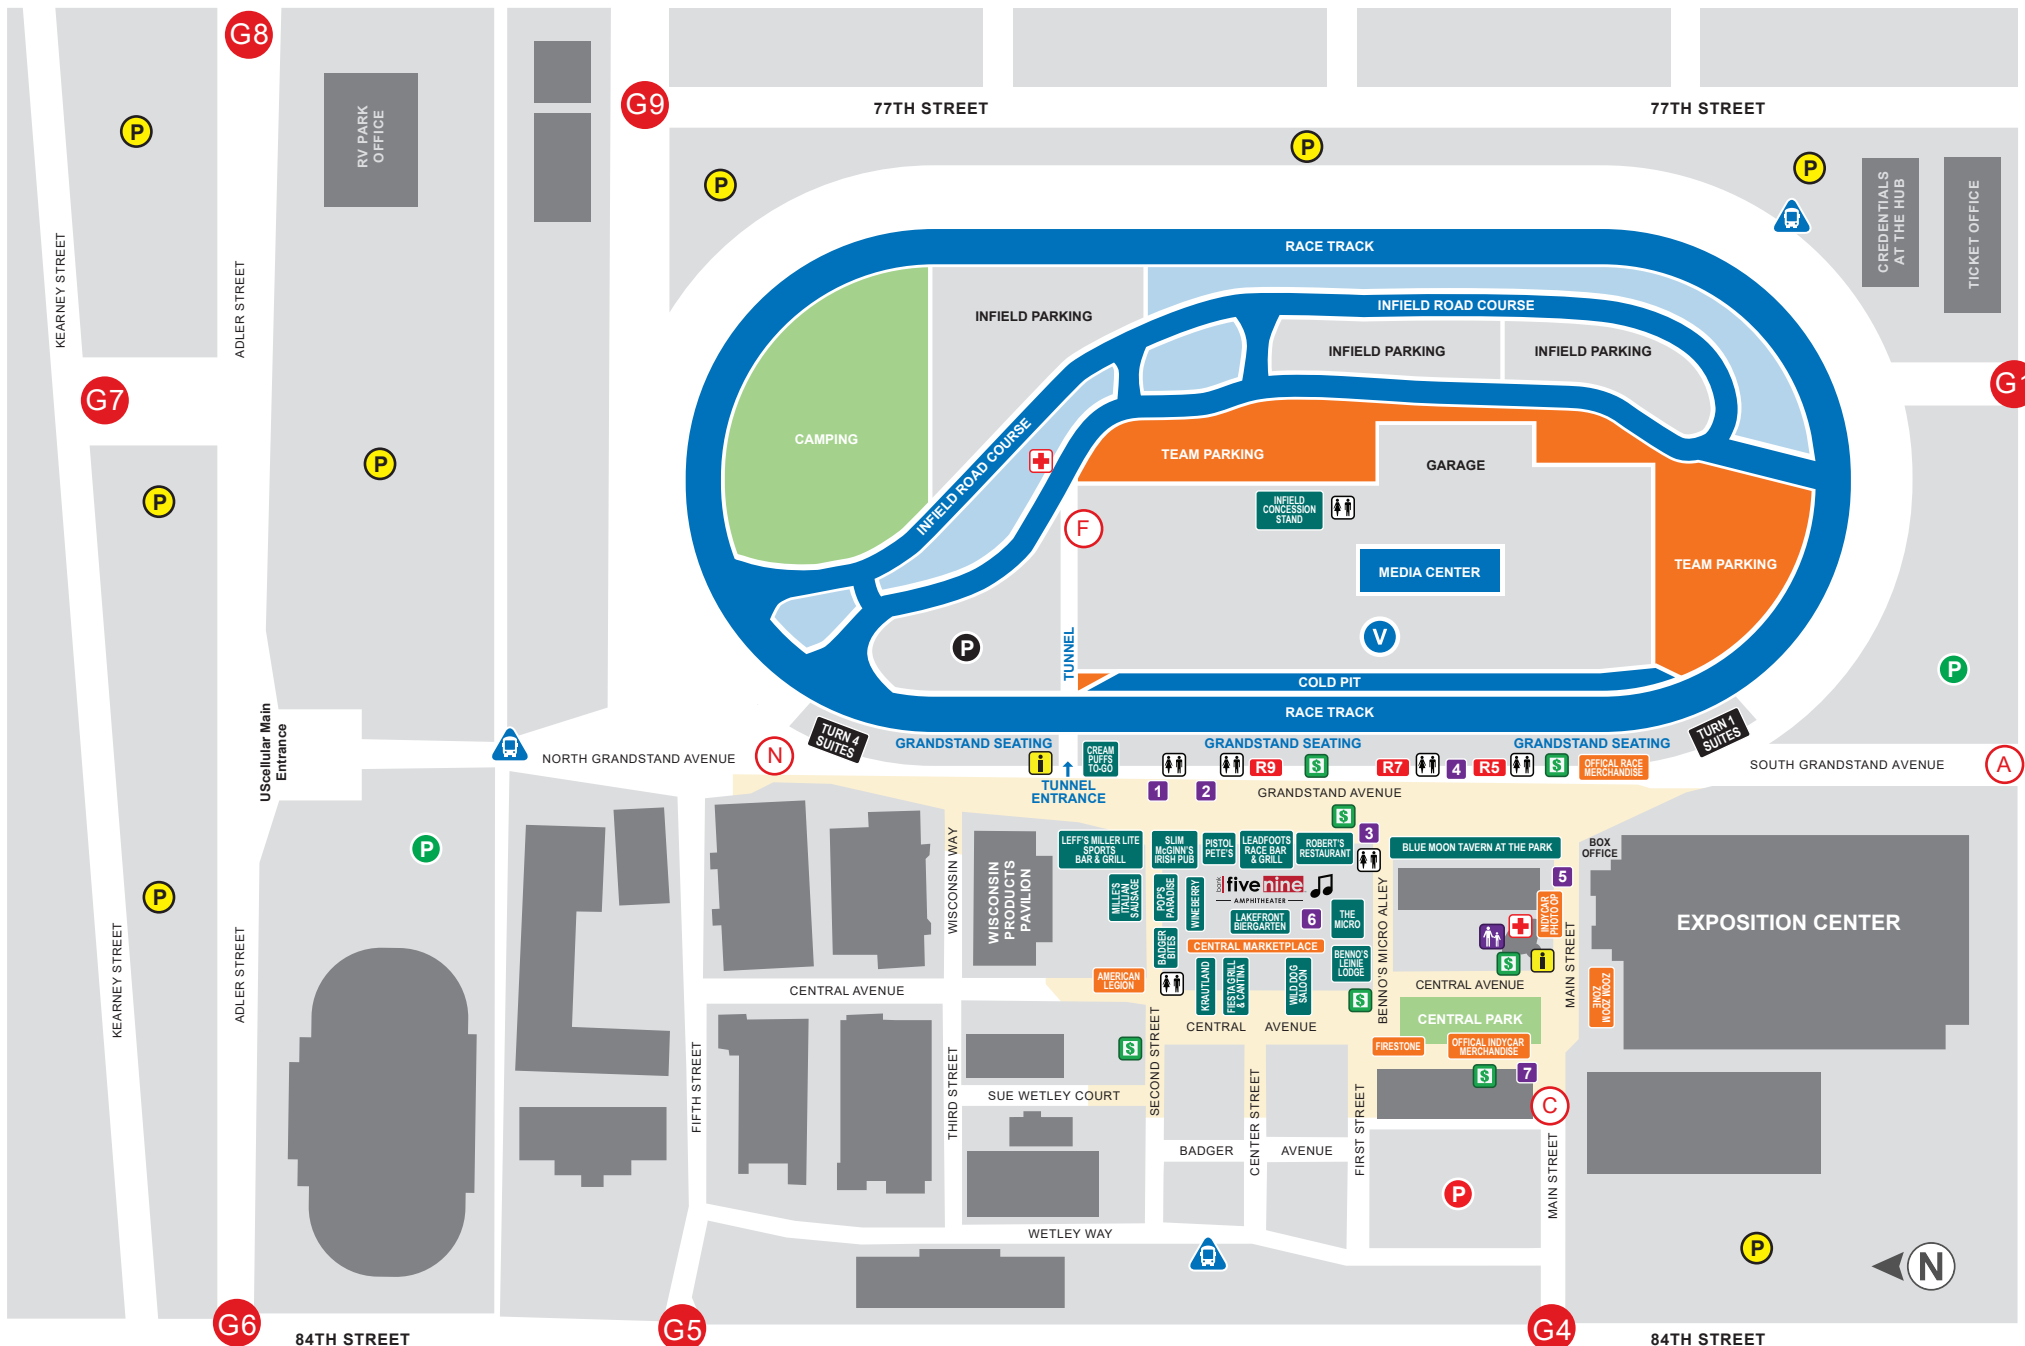 G8
G9
77TH STREET
77TH STREET
P
RV PARK
OFFICE
P
P
P
P
CREDENTIALS
AT THE HUB
TICKET OFFICE
RACE TRACK
KEARNEY STREET
ADLER STREET
INFIELD ROAD COURSE
INFIELD PARKING
INFIELD PARKING
INFIELD PARKING
G7
CAMPING
INFIELD ROAD COURSE
TEAM PARKING
GARAGE
P
P
INFIELD
CONCESSION
STAND
F
MEDIA CENTER
TEAM PARKING
TUNNEL
P
V
P
COLD PIT
RACE TRACK
USCellular Main
Entrance
NORTH GRANDSTAND AVENUE
N
TURN 4
SUITES
GRANDSTAND SEATING
GRANDSTAND SEATING
GRANDSTAND SEATING
TURN 1
SUITES
SOUTH GRANDSTAND AVENUE
A
i
CREAM
PUFFS
TO-GO
R9
$
R7
4
R5
$
OFFICAL RACE
MERCHANDISE
TUNNEL
ENTRANCE
1
2
GRANDSTAND AVENUE
$
3
P
WISCONSIN WAY
WISCONSIN
PRODUCTS
PAVILION
LEFF'S MILLER LITE
SPORTS
BAR & GRILL
SLIM
McGINN'S
IRISH PUB
PISTOL
PETE'S
LEADFOOTS
RACE BAR
& GRILL
ROBERT'S
RESTAURANT
BLUE MOON TAVERN AT THE PARK
BOX
OFFICE
MILLE'S
ITALIAN
SAUSAGE
POP'S
PARADISE
WINEBERRY
bank
fivenine
AMPHITHEATER
LAKEFRONT
BIERGARTEN
6
THE
MICRO
BENNO'S MICRO ALLEY
5
INDYCAR
PHOTO OP
EXPOSITION CENTER
P
BADGER
BITES
CENTRAL MARKETPLACE
BENNO'S
LEINIE
LODGE
$
i
MAIN STREET
AMERICAN
LEGION
KRAUTLAND
FIESTA GRILL
& CANTINA
WILD DOG
SALOON
$
CENTRAL AVENUE
ZOOM ZOOM
ZONE
CENTRAL AVENUE
KEARNEY STREET
ADLER STREET
CENTRAL
AVENUE
CENTRAL PARK
$
FIRESTONE
OFFICAL INDYCAR
MERCHANDISE
$
7
FIFTH STREET
THIRD STREET
SUE WETLEY COURT
SECOND STREET
CENTER STREET
FIRST STREET
C
BADGER
AVENUE
MAIN STREET
P
WETLEY WAY
P
N
G6
84TH STREET
G5
G4
84TH STREET